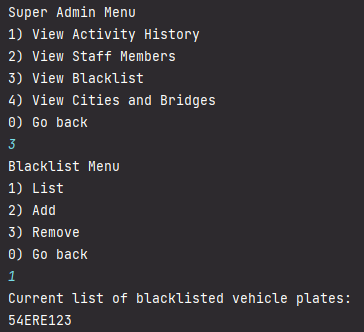 Super Admin Menu
1) View Activity History
2) View Staff Members
3) View Blacklist
4) View Cities and Bridges
0) Go back
3
Blacklist Menu
1) List
2) Add
3) Remove
0) Go back
1
Current list of blacklisted vehicle plates:
54ERE123